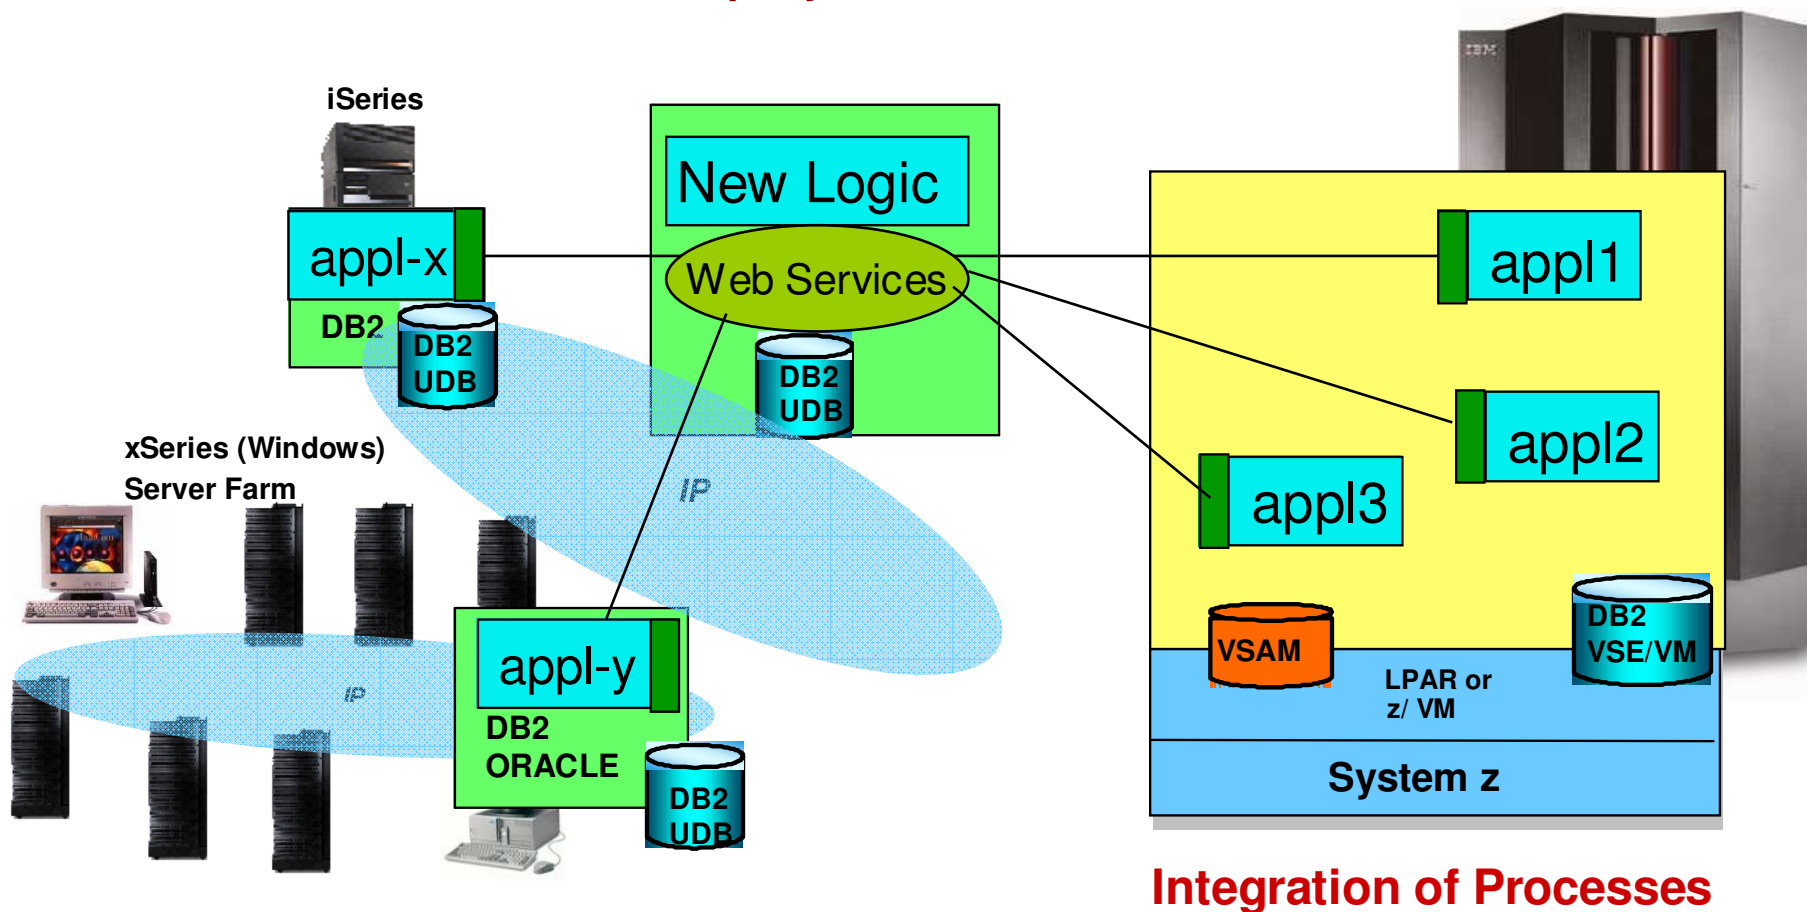 IBM
iSeries
New Logic
appl-x
Web Services
appl1
DB2
DB2
UDB
DB2
UDB
appl2
xSeries (Windows)
Server Farm
IP
appl3
appl-y
IP
DB2
ORACLE
DB2
UDB
VSAM
DB2
VSE/VM
LPAR or
z/ VM
System z
Integration of Processes